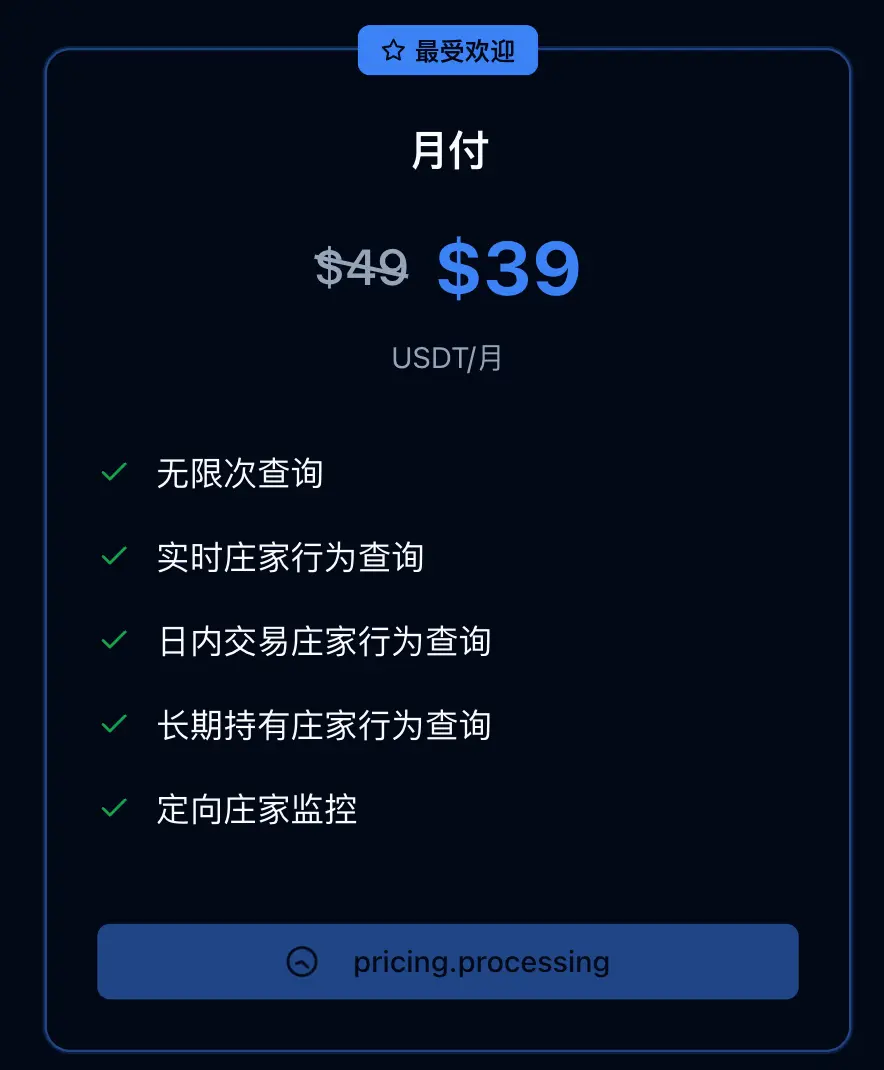 最受欢迎
月付
$49 $39
USDT/月
无限次查询
实时庄家行为查询
日内交易庄家行为查询
长期持有庄家行为查询
定向庄家监控
pricing.processing